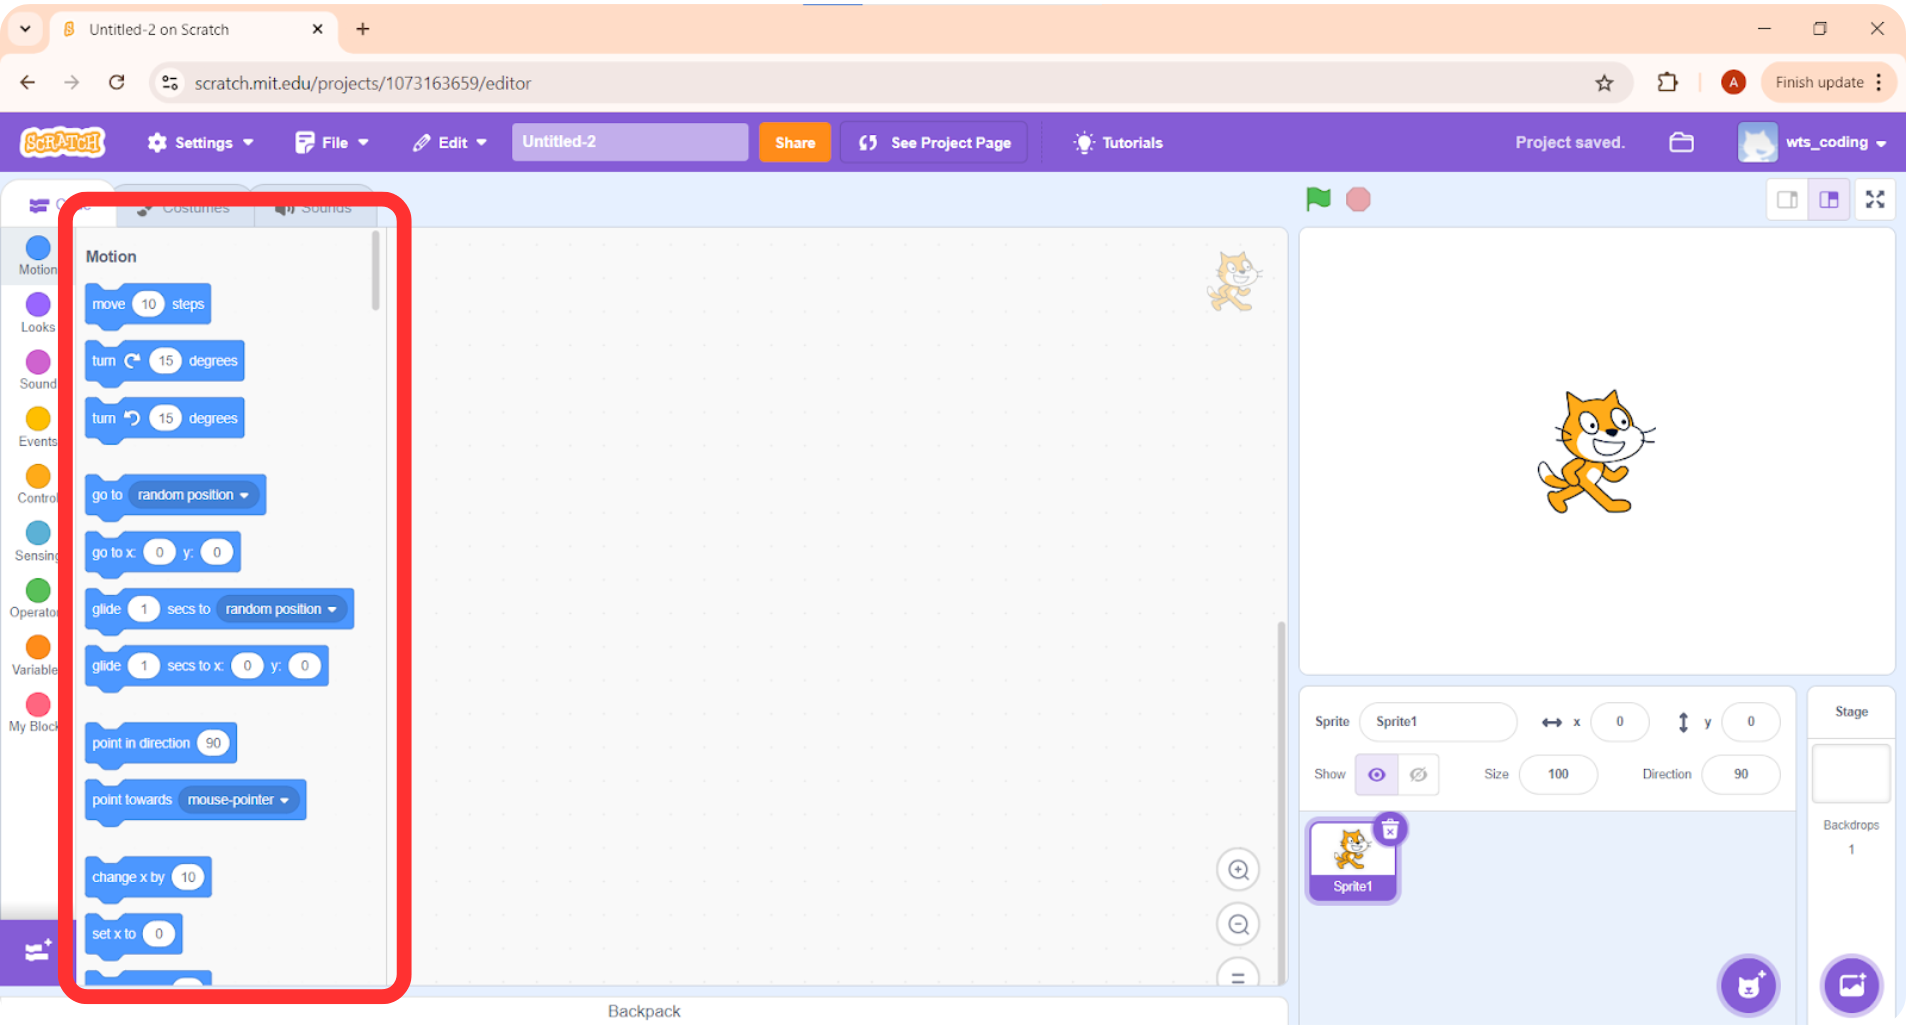 Untitled-2 on Scratch
scratch.mit.edu/projects/1073163659/editor
A
Finish update
SCRATCH
Settings
File
Edit
Untitled-2
Share
See Project Page
Tutorials
Project saved.
wts_coding
Costumes
Sounds
Motion
Looks
Sound
Events
Control
Sensing
Operato
Variable
My Block
Motion
move 10 steps
turn 15 degrees
turn 15 degrees
go to random position
go to x: 0 y: 0
glide 1 secs to random position
glide 1 secs to x: 0 y: 0
point in direction 90
point towards mouse-pointer
change x by 10
set x to 0
Backpack
Sprite Sprite1 x 0 y 0
Show Size 100 Direction 90
Sprite1
Stage
Backdrops
1